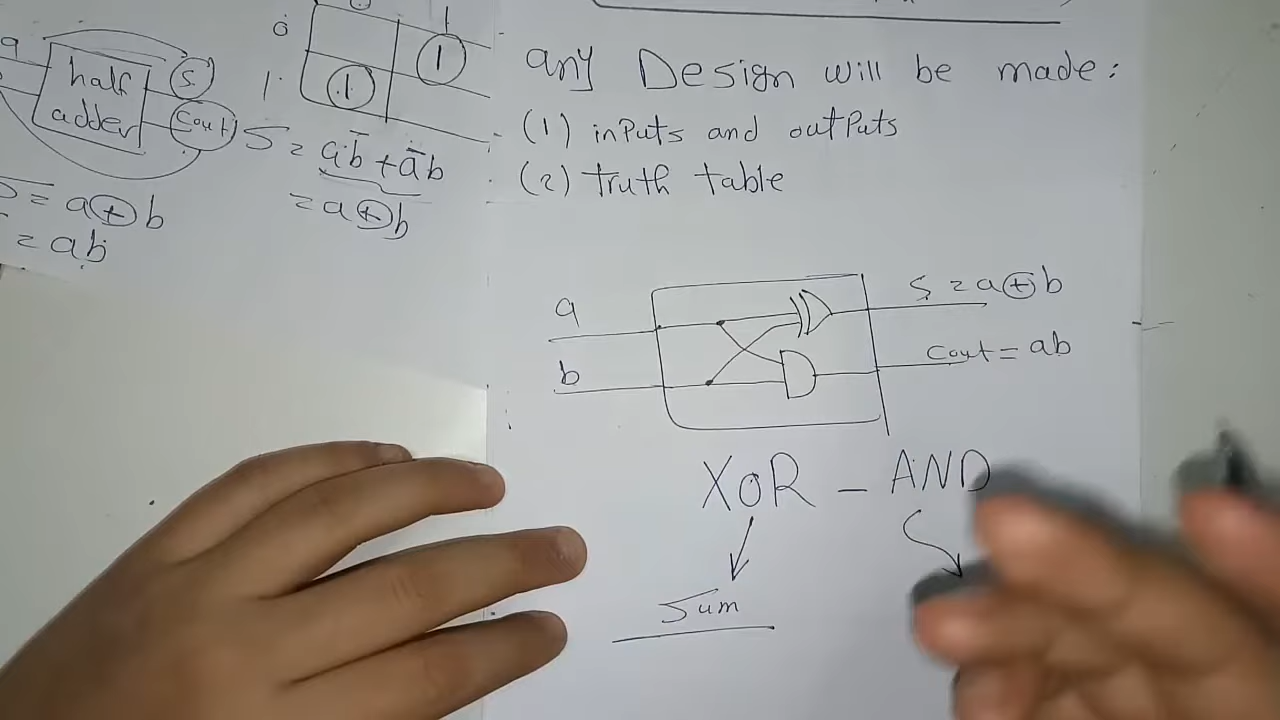 0
1
1
1
1
a
half
adder
S
Cout
S = ab̅ + a̅b
= a ⊕ b
S = a ⊕ b
= ab
any Design will be made:
(1) inputs and outputs
(2) truth table
a
b
S = a ⊕ b
Cout = ab
XOR – AND
Sum